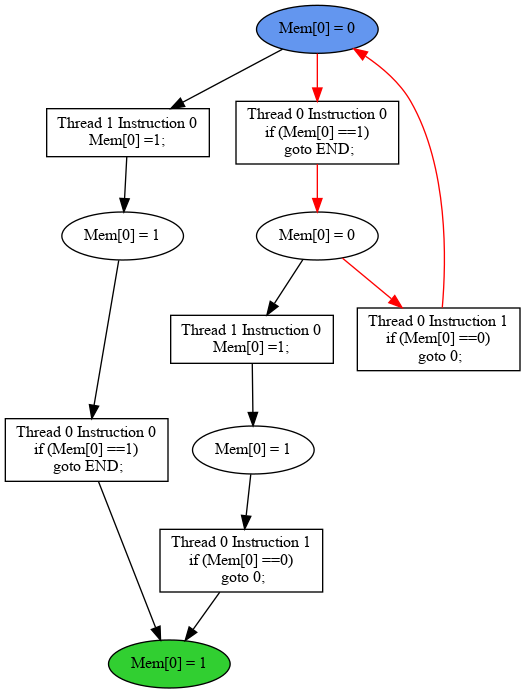 Mem[0] = 0
Thread 1 Instruction 0
Mem[0] =1;
Thread 0 Instruction 0
if (Mem[0] ==1)
goto END;
Mem[0] = 1
Mem[0] = 0
Thread 1 Instruction 0
Mem[0] =1;
Thread 0 Instruction 1
if (Mem[0] ==0)
goto 0;
Thread 0 Instruction 0
if (Mem[0] ==1)
goto END;
Mem[0] = 1
Thread 0 Instruction 1
if (Mem[0] ==0)
goto 0;
Mem[0] = 1